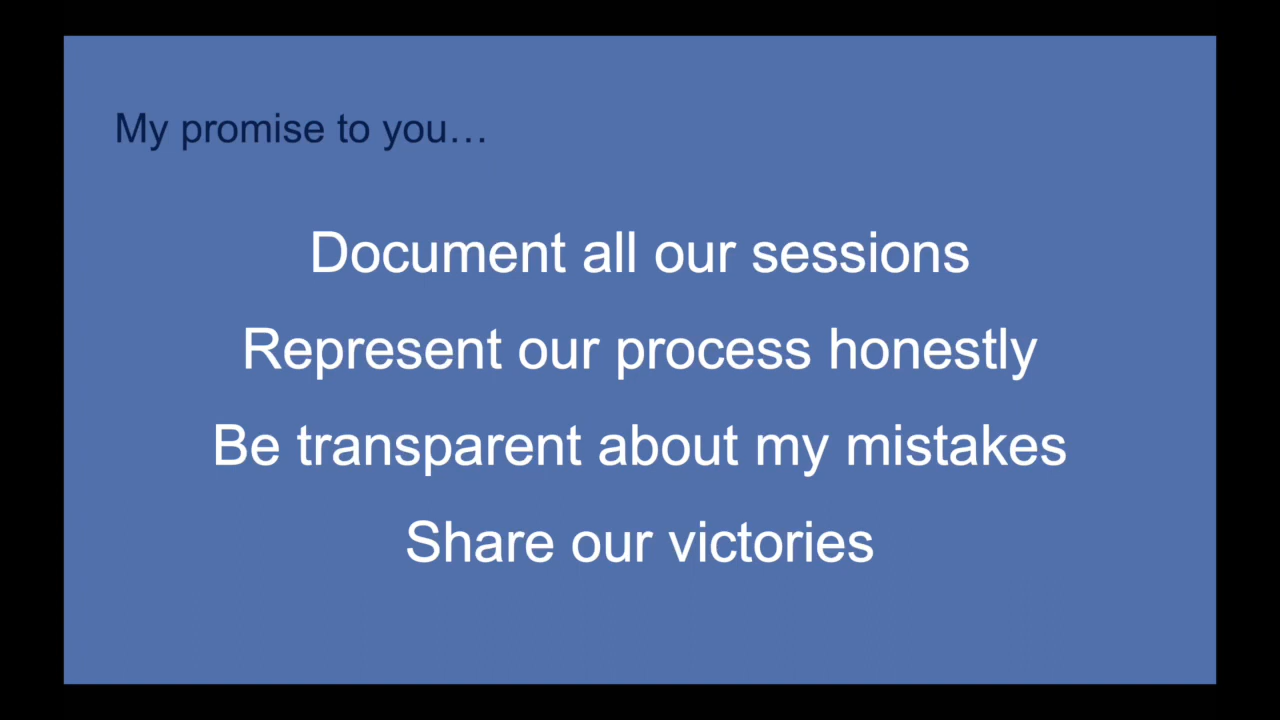 My promise to you…
Document all our sessions
Represent our process honestly
Be transparent about my mistakes
Share our victories